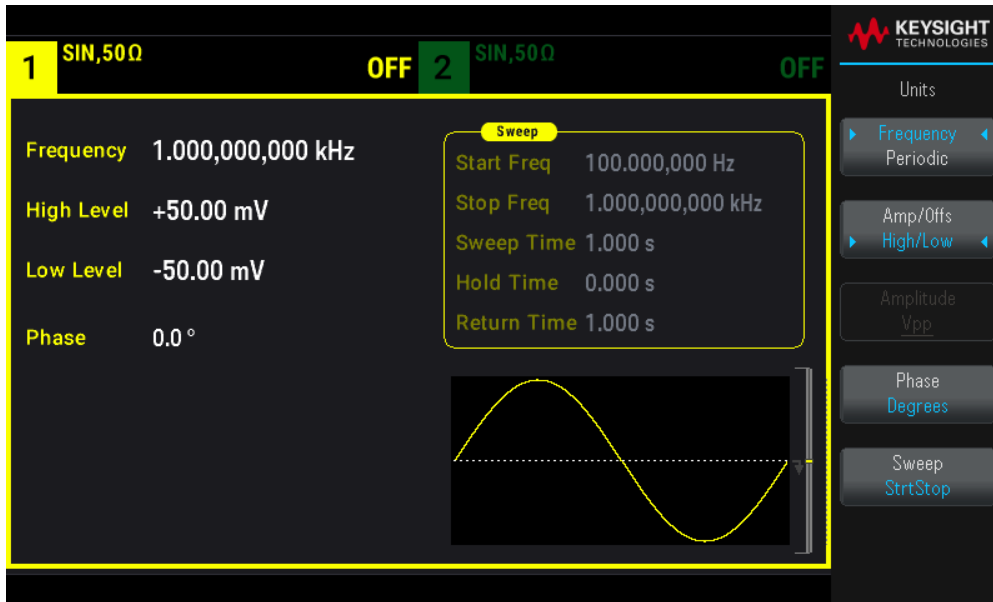 KEYSIGHT
TECHNOLOGIES
1 SIN,50Ω OFF 2 SIN,50Ω OFF
Units
Frequency
Periodic
Amp/Offs
High/Low
Amplitude
Vpp
Phase
Degrees
Sweep
StrtStop
Frequency 1.000,000,000 kHz
High Level +50.00 mV
Low Level -50.00 mV
Phase 0.0 °
Sweep
Start Freq 100.000,000 Hz
Stop Freq 1.000,000,000 kHz
Sweep Time 1.000 s
Hold Time 0.000 s
Return Time 1.000 s